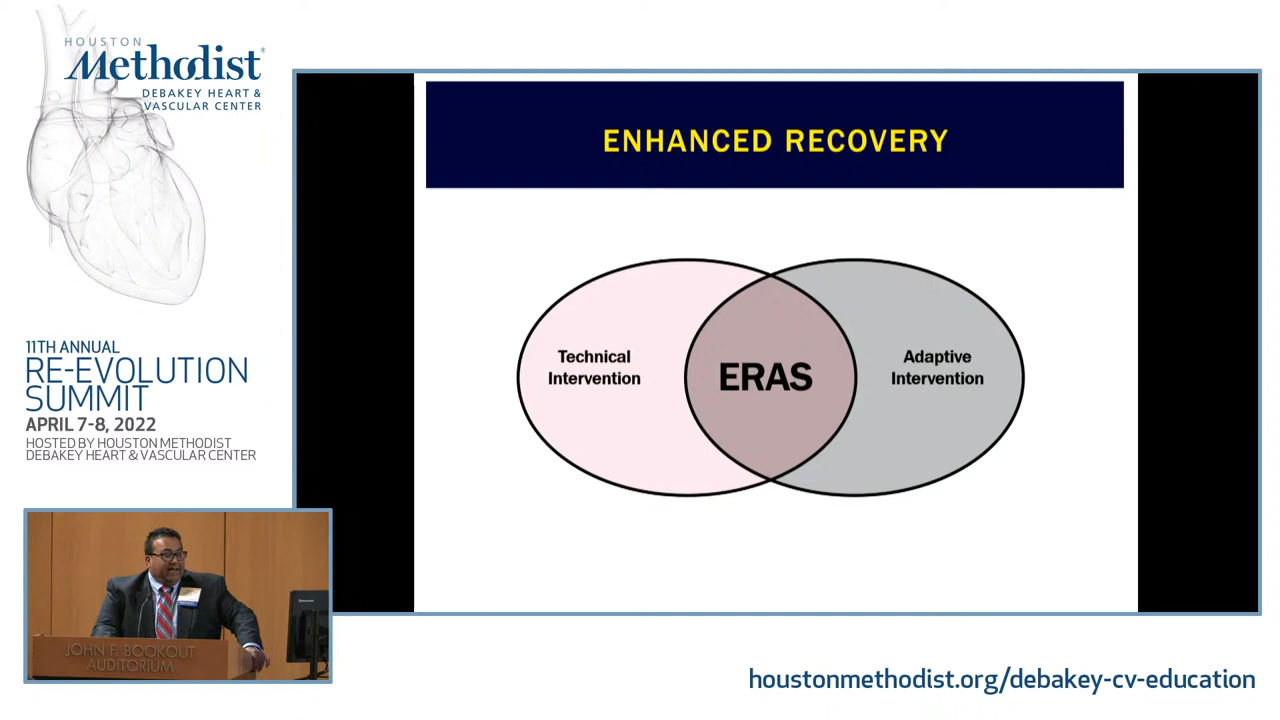 HOUSTON
Methodist
DEBAKEY HEART &
VASCULAR CENTER
ENHANCED RECOVERY
Technical
Intervention
ERAS
Adaptive
Intervention
11TH ANNUAL
RE-EVOLUTION
SUMMIT
APRIL 7-8, 2022
HOSTED BY HOUSTON METHODIST
DEBAKEY HEART & VASCULAR CENTER
JOHN F. BOOKOUT
AUDITORIUM
houstonmethodist.org/debakey-cv-education